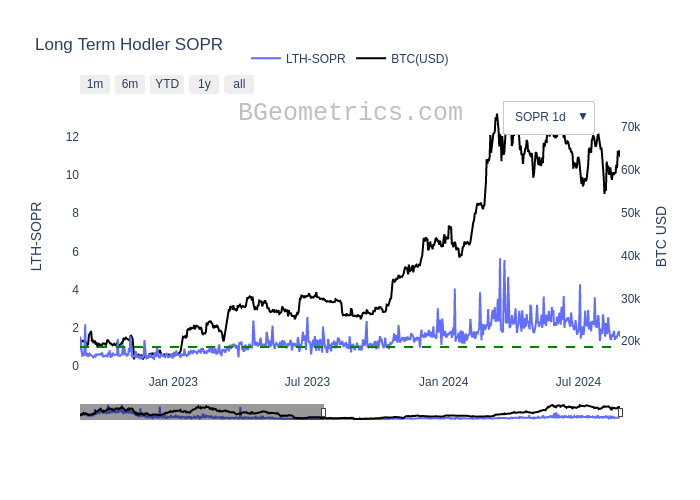 Long Term Hodler SOPR
LTH-SOPR BTC(USD)
1m 6m YTD 1y all
BGeometrics.com
SOPR 1d ▼
12
10
8
6
4
2
0
LTH-SOPR
70k
60k
50k
40k
30k
20k
BTC USD
Jan 2023 Jul 2023 Jan 2024 Jul 2024